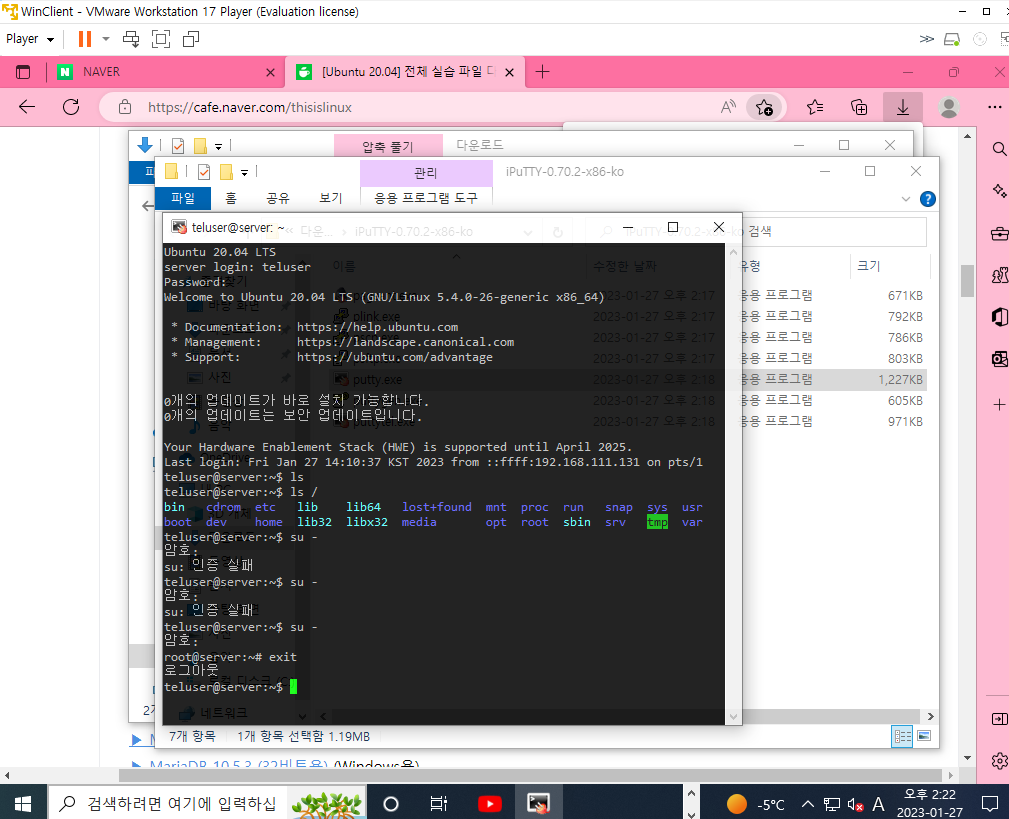 WinClient - VMware Workstation 17 Player (Evaluation license)
Player
NAVER
[Ubuntu 20.04] 전체 실습 파일 다
https://cafe.naver.com/thisislinux
압축 풀기
다운로드
관리
iPuTTY-0.70.2-x86-ko
파일
홈
공유
보기
응용 프로그램 도구
teluser@server: ~
다운...
iPuTTY-0.70.2-x86-ko
검색
이름
수정한 날짜
유형
크기
2023-01-27 오후 2:17
응용 프로그램
671KB
plink.exe
2023-01-27 오후 2:17
응용 프로그램
792KB
2023-01-27 오후 2:17
응용 프로그램
786KB
2023-01-27 오후 2:17
응용 프로그램
803KB
putty.exe
2023-01-27 오후 2:18
응용 프로그램
1,227KB
2023-01-27 오후 2:18
응용 프로그램
605KB
puttytel.exe
2023-01-27 오후 2:18
응용 프로그램
971KB
Ubuntu 20.04 LTS
server login: teluser
Password:
Welcome to Ubuntu 20.04 LTS (GNU/Linux 5.4.0-26-generic x86_64)
* Documentation:  https://help.ubuntu.com
* Management:     https://landscape.canonical.com
* Support:        https://ubuntu.com/advantage
사진
0개의 업데이트가 바로 설치 가능합니다.
0개의 업데이트는 보안 업데이트입니다.
Your Hardware Enablement Stack (HWE) is supported until April 2025.
Last login: Fri Jan 27 14:10:37 KST 2023 from ::ffff:192.168.111.131 on pts/1
teluser@server:~$ ls
teluser@server:~$ ls /
bin   cdrom  etc   lib    lib64   lost+found  mnt  proc  run   snap  sys  usr
boot  dev    home  lib32  libx32  media       opt  root  sbin  srv   tmp  var
teluser@server:~$ su -
암호:
su: 인증 실패
teluser@server:~$ su -
암호:
su: 인증 실패
teluser@server:~$ su -
암호:
root@server:~# exit
로그아웃
teluser@server:~$
네트워크
7개 항목
1개 항목 선택함 1.19MB
MariaDB 10.5.3 (32비트용) (Windows용)
검색하려면 여기에 입력하십
-5°C
A
오후 2:22
2023-01-27